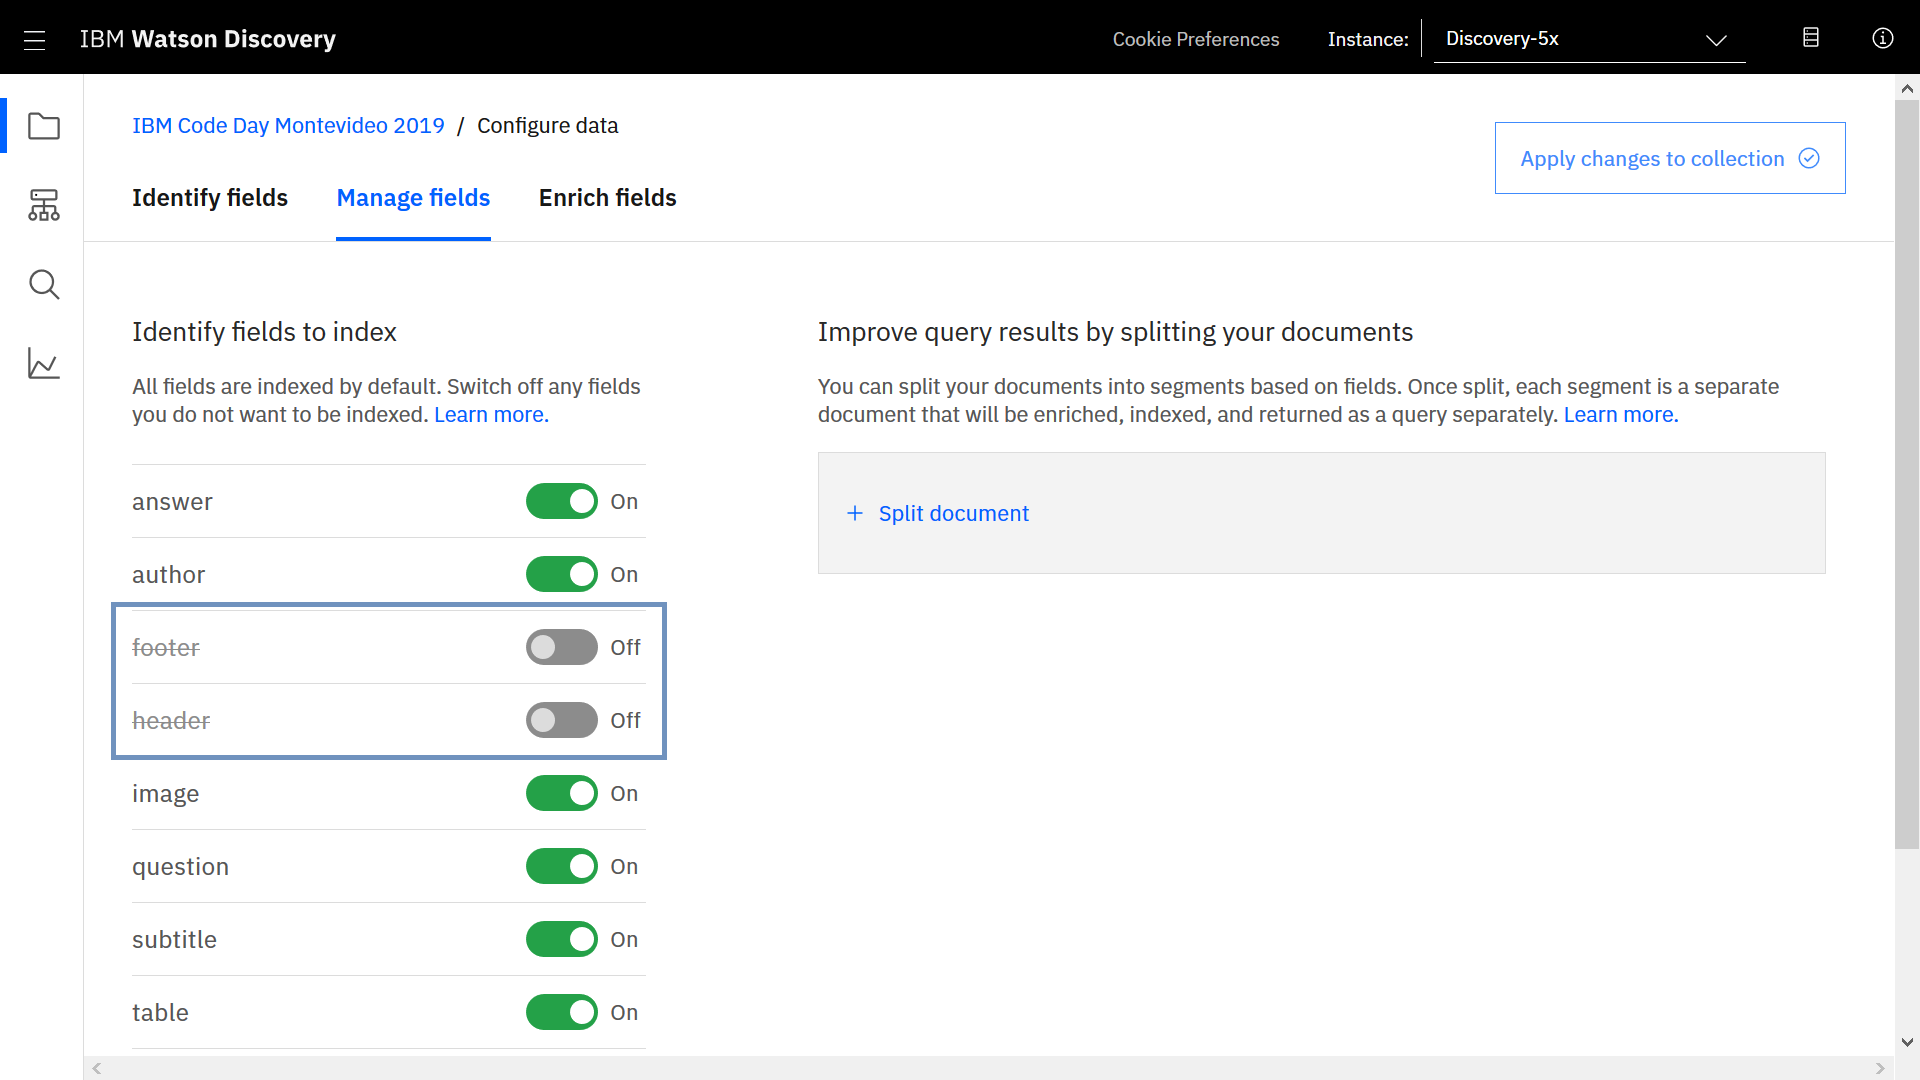 IBM Watson Discovery
Cookie Preferences
Instance:
Discovery-5x
IBM Code Day Montevideo 2019 / Configure data
Apply changes to collection
Identify fields
Manage fields
Enrich fields
Identify fields to index
All fields are indexed by default. Switch off any fields
you do not want to be indexed. Learn more.
answer On
author On
footer Off
header Off
image On
question On
subtitle On
table On
Improve query results by splitting your documents
You can split your documents into segments based on fields. Once split, each segment is a separate
document that will be enriched, indexed, and returned as a query separately. Learn more.
+ Split document